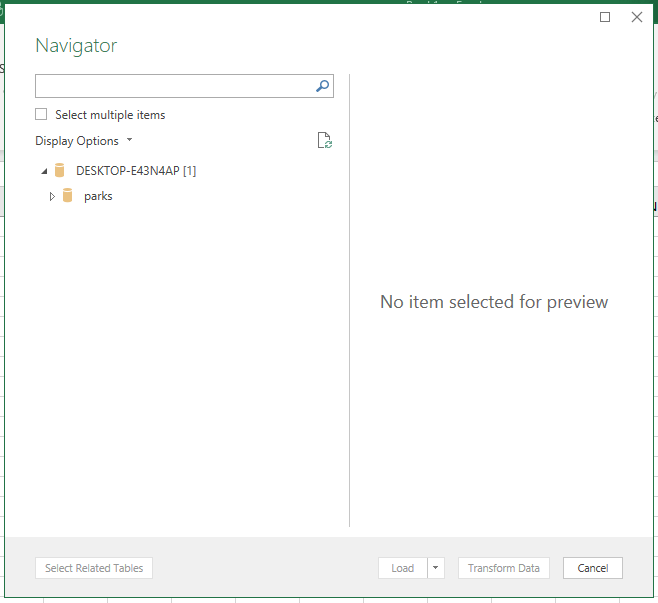 Navigator
Select multiple items
Display Options
DESKTOP-E43N4AP [1]
parks
No item selected for preview
Select Related Tables
Load
Transform Data
Cancel